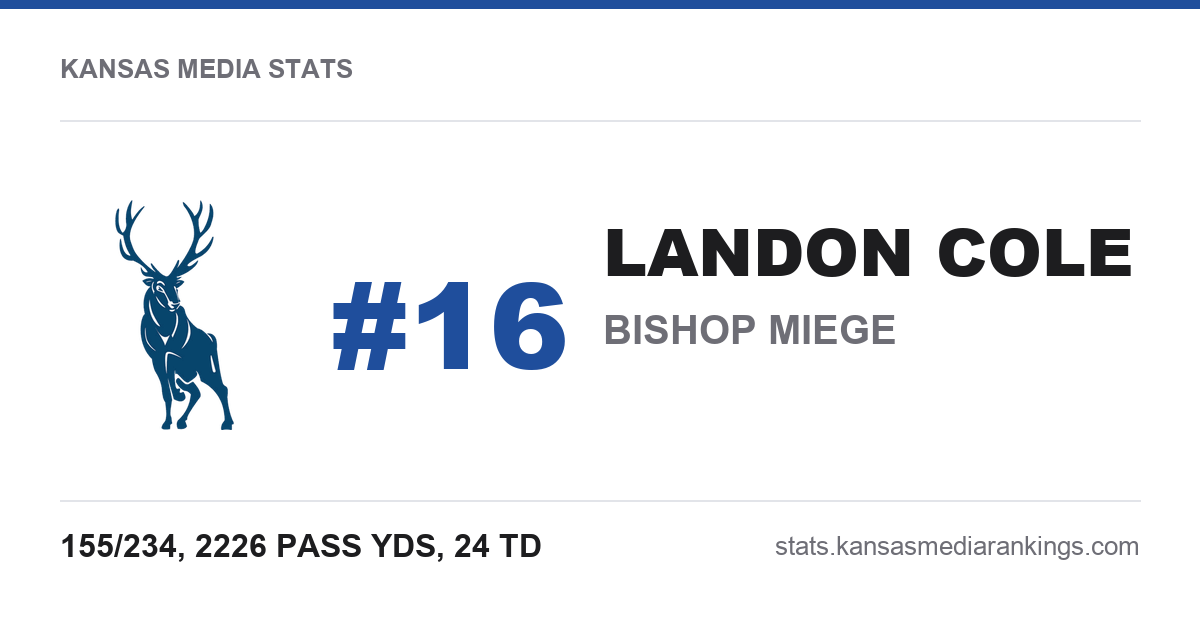 KANSAS MEDIA STATS
#16
LANDON COLE
BISHOP MIEGE
155/234, 2226 PASS YDS, 24 TD
stats.kansasmediarankings.com